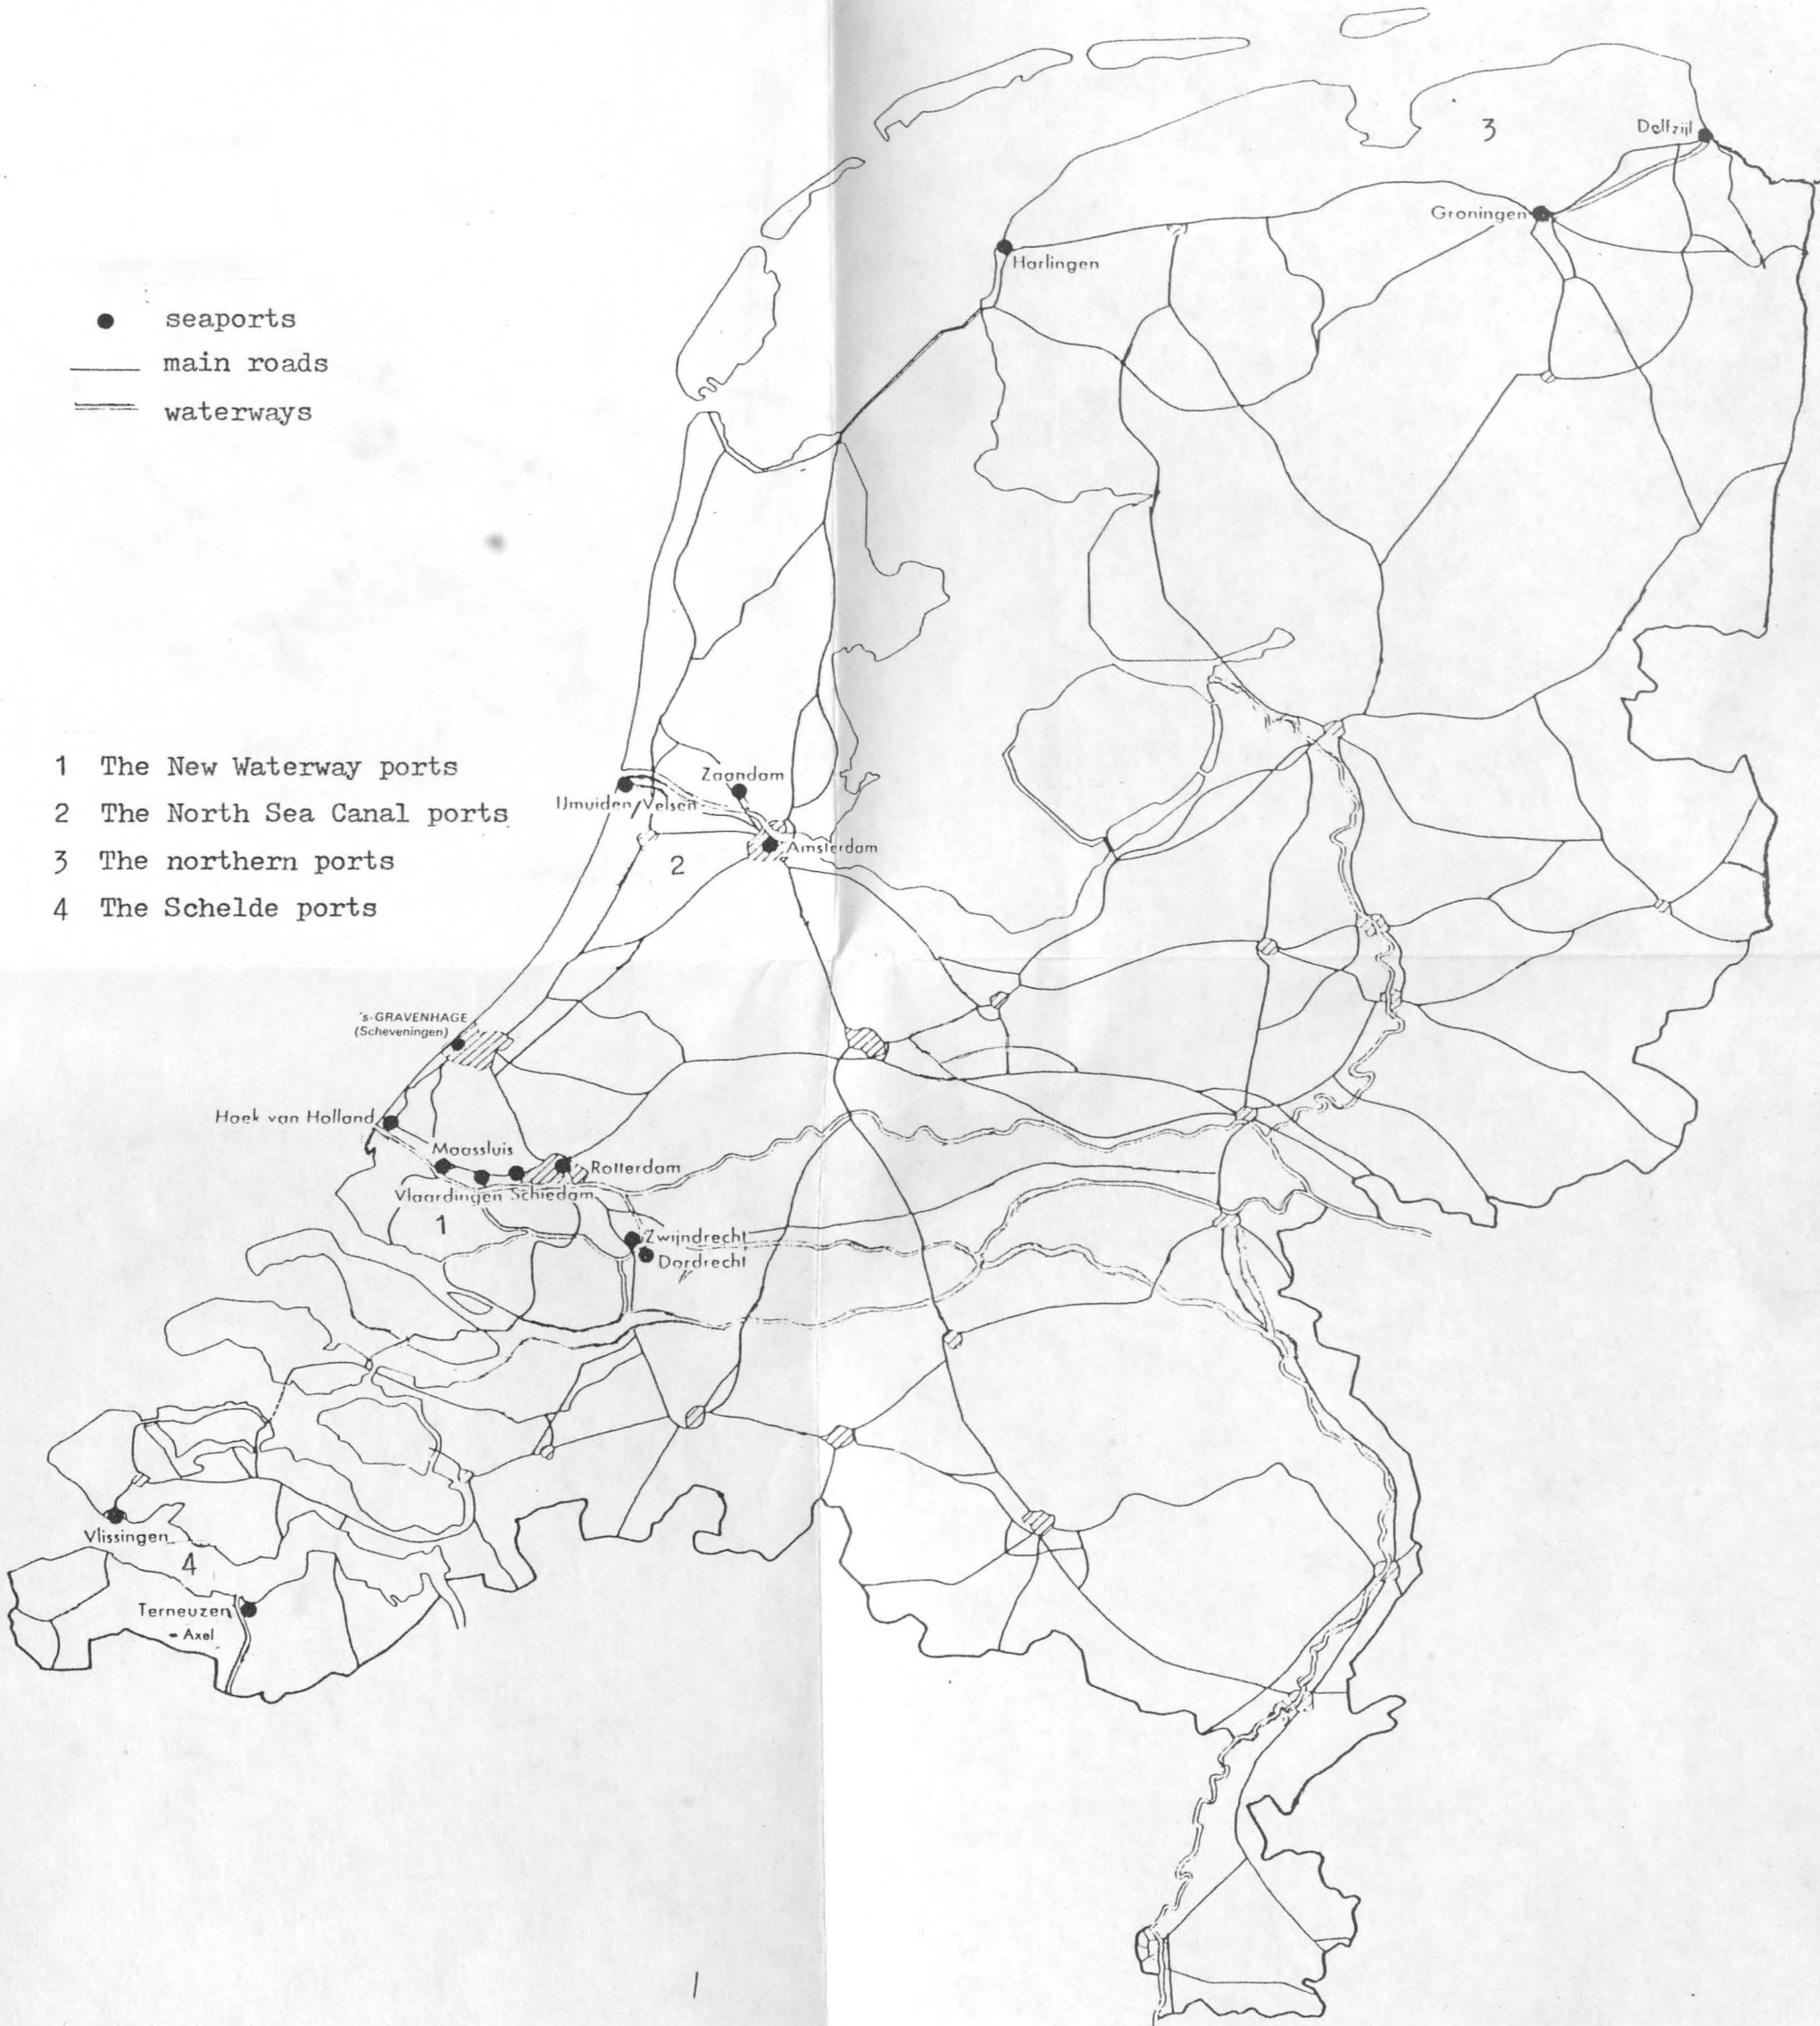 seaports
main roads
waterways
1 The New Waterway ports
2 The North Sea Canal ports
3 The northern ports
4 The Schelde ports
3
Delfzijl
Groningen
Harlingen
Zaandam
IJmuiden/Velsen
Amsterdam
2
's-GRAVENHAGE
(Scheveningen)
Hoek van Holland
Maassluis
Rotterdam
Vlaardingen Schiedam
1
Zwijndrecht
Dordrecht
Vlissingen
4
Terneuzen
- Axel
1